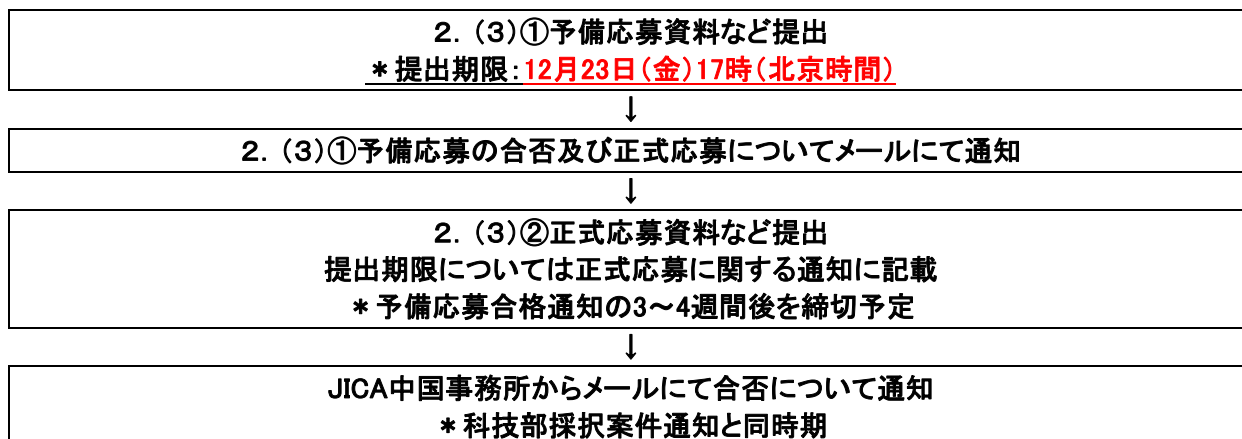 ２．（３）①予備応募資料など提出
＊提出期限：12月23日（金）17時（北京時間）
↓
２．（３）①予備応募の合否及び正式応募についてメールにて通知
↓
２．（３）②正式応募資料など提出
提出期限については正式応募に関する通知に記載
＊予備応募合格通知の3～4週間後を締切予定
↓
JICA中国事務所からメールにて合否について通知
＊科技部採択案件通知と同時期